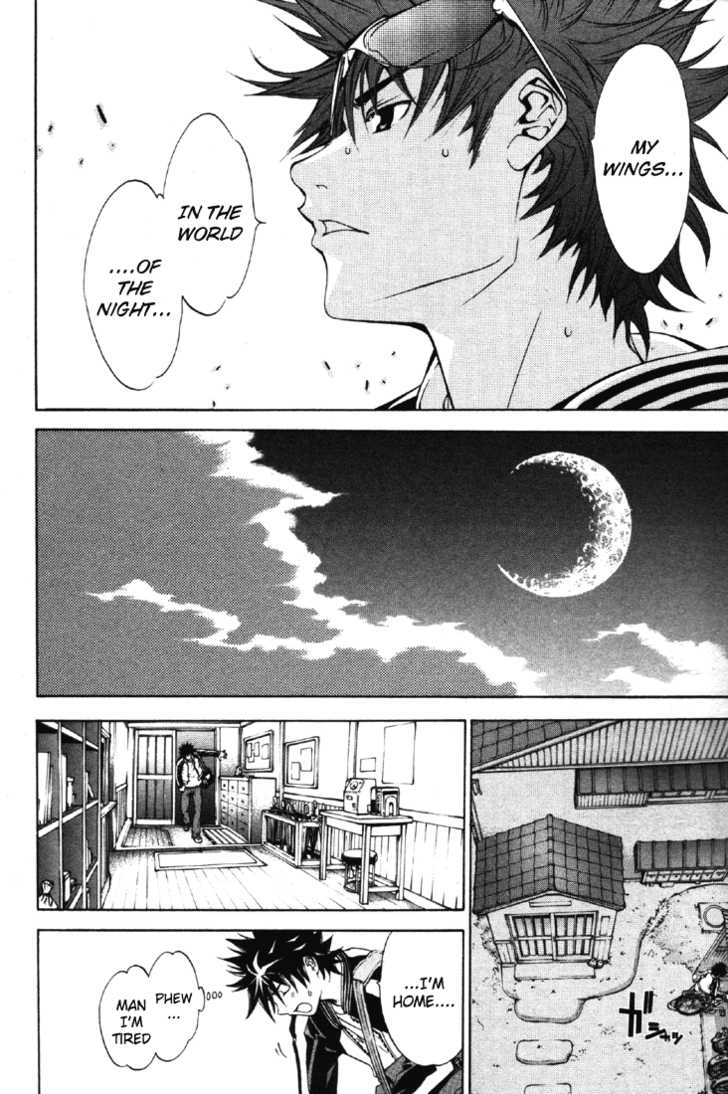 MY
WINGS...
IN THE
WORLD
....OF
THE
NIGHT...
ガシャッ
...I'M
HOME....
PHEW
...
MAN
I'M
TIRED